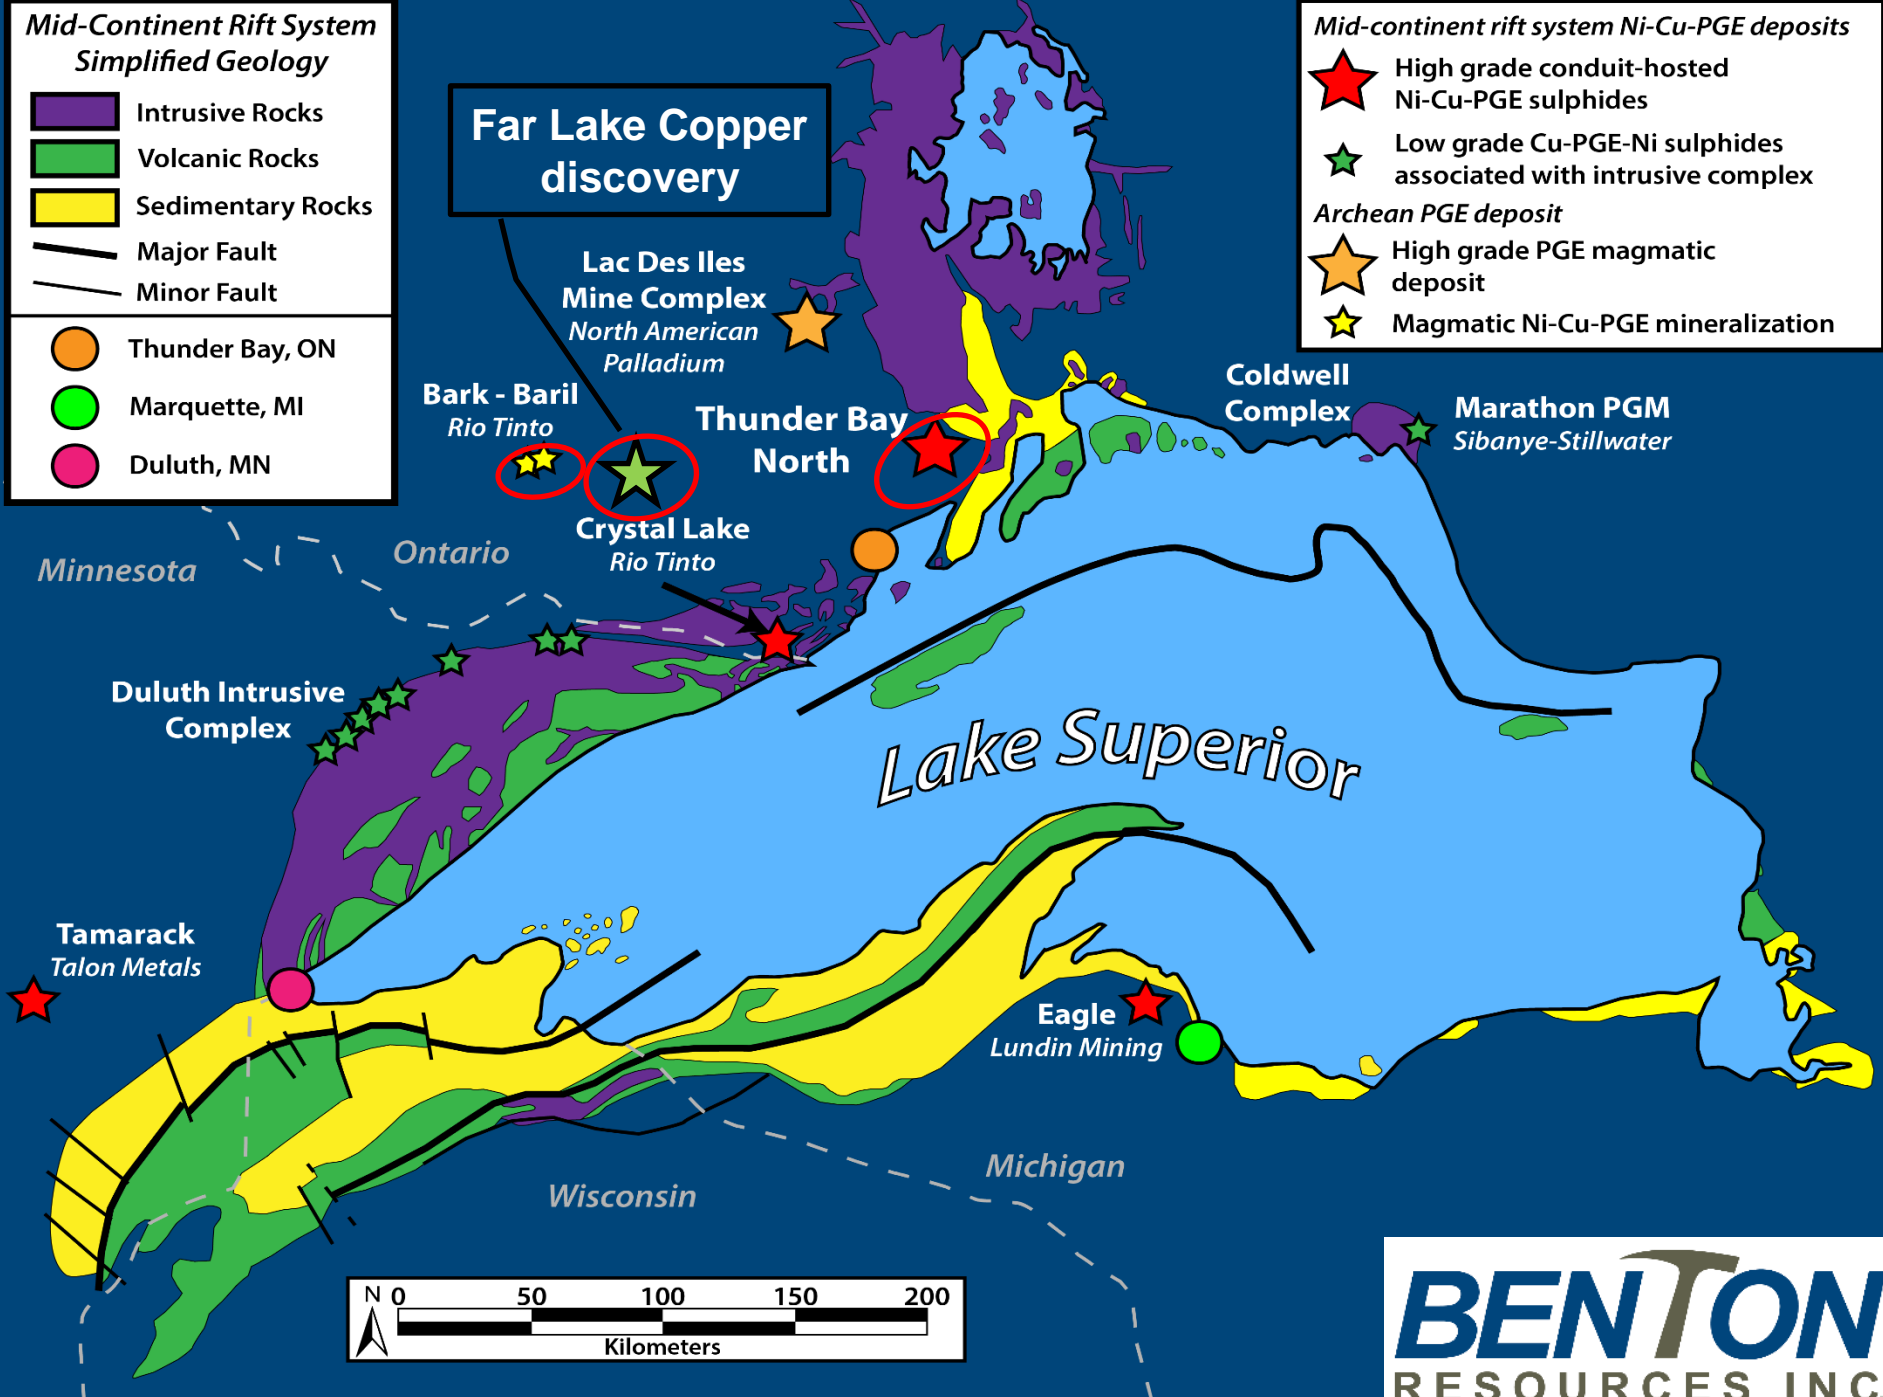 Mid-Continent Rift System
Simplified Geology
Intrusive Rocks
Volcanic Rocks
Sedimentary Rocks
Major Fault
Minor Fault
Thunder Bay, ON
Marquette, MI
Duluth, MN
Far Lake Copper
discovery
Mid-continent rift system Ni-Cu-PGE deposits
High grade conduit-hosted
Ni-Cu-PGE sulphides
Low grade Cu-PGE-Ni sulphides
associated with intrusive complex
Archean PGE deposit
High grade PGE magmatic
deposit
Magmatic Ni-Cu-PGE mineralization
Lac Des Iles
Mine Complex
North American
Palladium
Bark - Baril
Rio Tinto
Thunder Bay
North
Coldwell
Complex
Marathon PGM
Sibanye-Stillwater
Crystal Lake
Rio Tinto
Minnesota
Ontario
Duluth Intrusive
Complex
Lake Superior
Tamarack
Talon Metals
Eagle
Lundin Mining
Michigan
Wisconsin
N 0 50 100 150 200
Kilometers
BENTON
RESOURCES INC